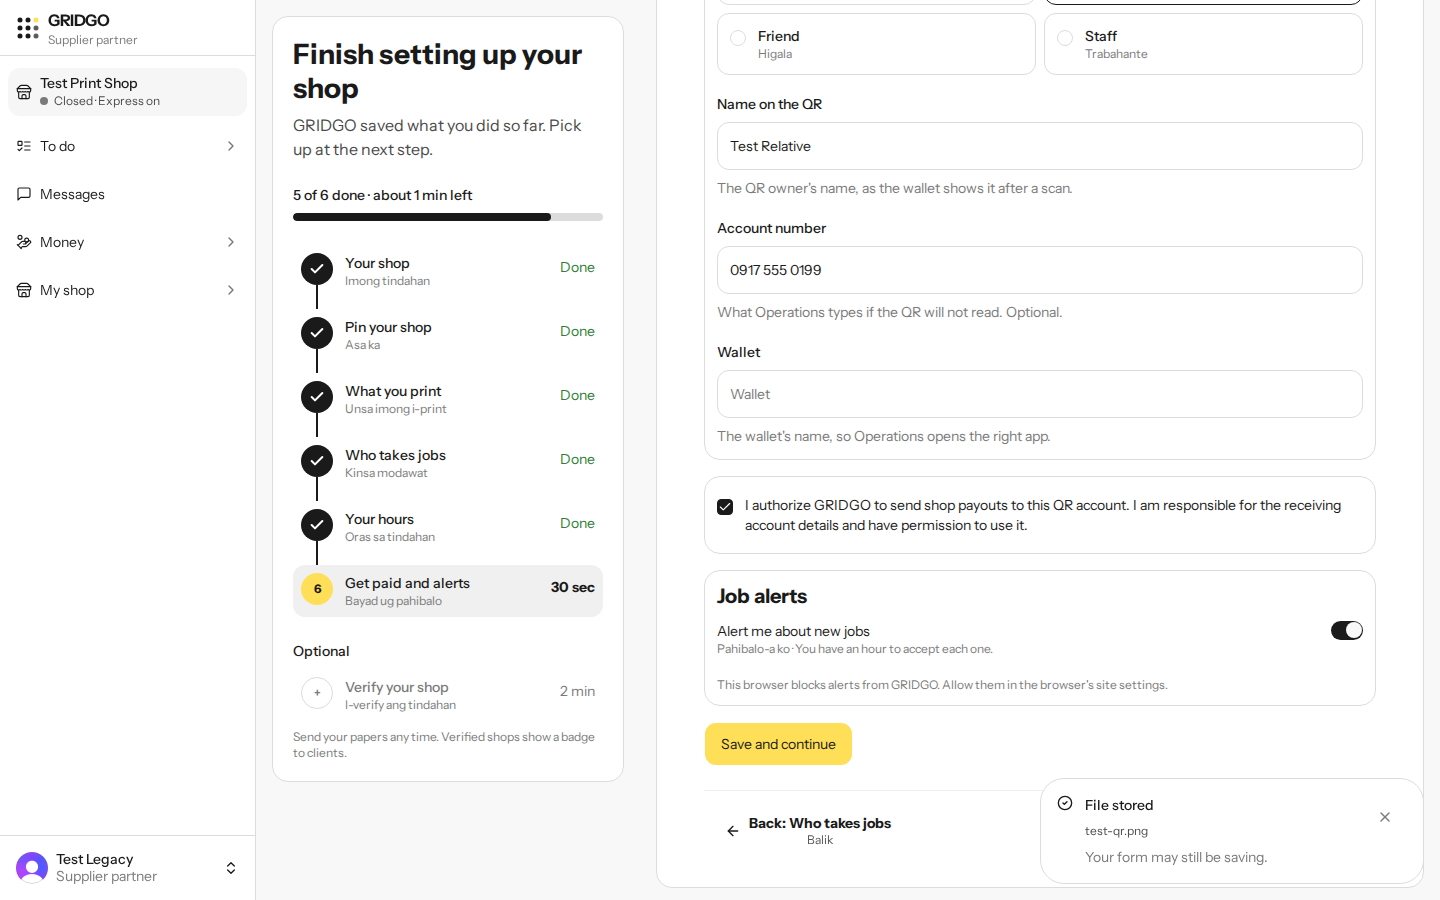 GRIDGO
Supplier partner
Test Print Shop
Closed · Express on
To do
Messages
Money
My shop
Test Legacy
Supplier partner
Finish setting up your
shop
GRIDGO saved what you did so far. Pick
up at the next step.
5 of 6 done · about 1 min left
Your shop
Imong tindahan
Done
Pin your shop
Asa ka
Done
What you print
Unsa imong i-print
Done
Who takes jobs
Kinsa modawat
Done
Your hours
Oras sa tindahan
Done
6
Get paid and alerts
Bayad ug pahibalo
30 sec
Optional
+
Verify your shop
I-verify ang tindahan
2 min
Send your papers any time. Verified shops show a badge
to clients.
Friend
Higala
Staff
Trabahante
Name on the QR
Test Relative
The QR owner's name, as the wallet shows it after a scan.
Account number
0917 555 0199
What Operations types if the QR will not read. Optional.
Wallet
Wallet
The wallet's name, so Operations opens the right app.
I authorize GRIDGO to send shop payouts to this QR account. I am responsible for the receiving
account details and have permission to use it.
Job alerts
Alert me about new jobs
Pahibalo-a ko · You have an hour to accept each one.
This browser blocks alerts from GRIDGO. Allow them in the browser's site settings.
Save and continue
Back: Who takes jobs
Balik
File stored
test-qr.png
Your form may still be saving.